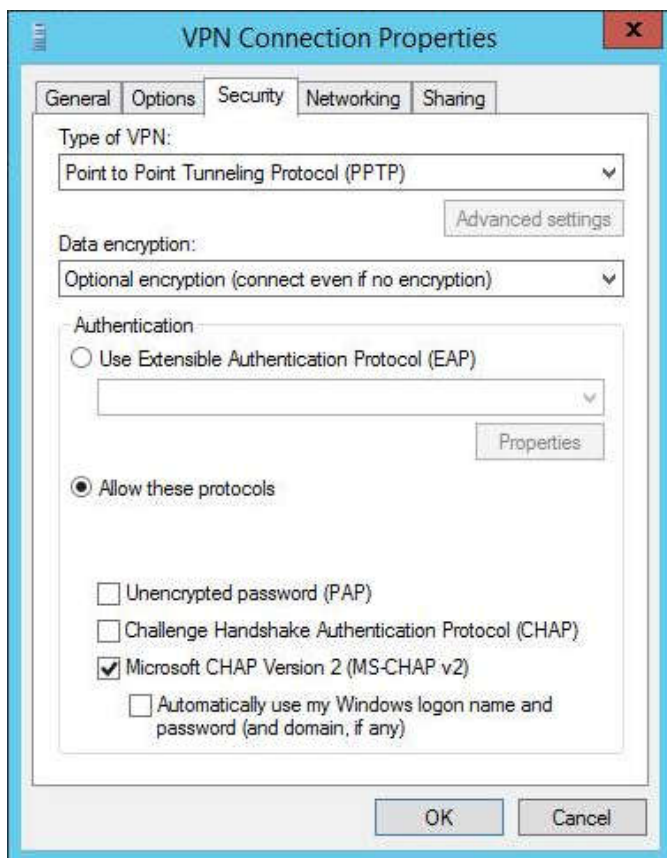 VPN Connection Properties
x
General Options Security Networking Sharing
Type of VPN:
Point to Point Tunneling Protocol (PPTP)
Advanced settings
Data encryption:
Optional encryption (connect even if no encryption)
Authentication
Use Extensible Authentication Protocol (EAP)
Properties
Allow these protocols
Unencrypted password (PAP)
Challenge Handshake Authentication Protocol (CHAP)
Microsoft CHAP Version 2 (MS-CHAP v2)
Automatically use my Windows logon name and
password (and domain, if any)
OK Cancel